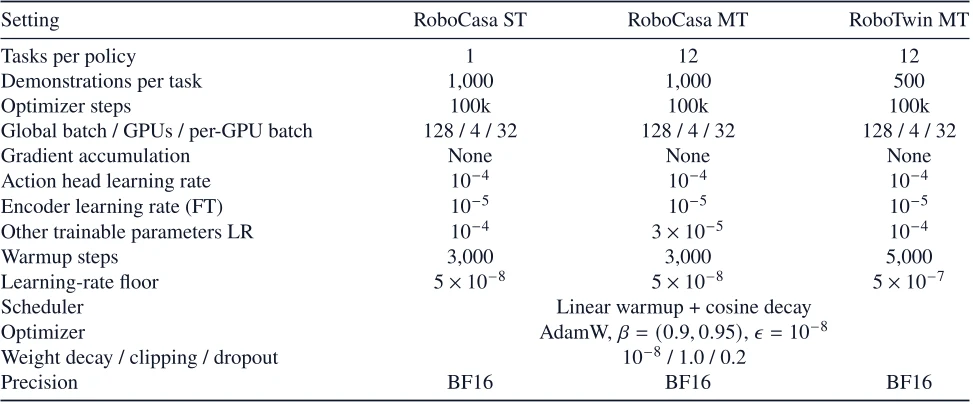 Setting RoboCasa ST RoboCasa MT RoboTwin MT
Tasks per policy 1 12 12
Demonstrations per task 1,000 1,000 500
Optimizer steps 100k 100k 100k
Global batch / GPUs / per-GPU batch 128 / 4 / 32 128 / 4 / 32 128 / 4 / 32
Gradient accumulation None None None
Action head learning rate 10⁻⁴ 10⁻⁴ 10⁻⁴
Encoder learning rate (FT) 10⁻⁵ 10⁻⁵ 10⁻⁵
Other trainable parameters LR 10⁻⁴ 3 × 10⁻⁵ 10⁻⁴
Warmup steps 3,000 3,000 5,000
Learning-rate floor 5 × 10⁻⁸ 5 × 10⁻⁸ 5 × 10⁻⁷
Scheduler Linear warmup + cosine decay
Optimizer AdamW, β = (0.9, 0.95), ϵ = 10⁻⁸
Weight decay / clipping / dropout 10⁻⁸ / 1.0 / 0.2
Precision BF16 BF16 BF16